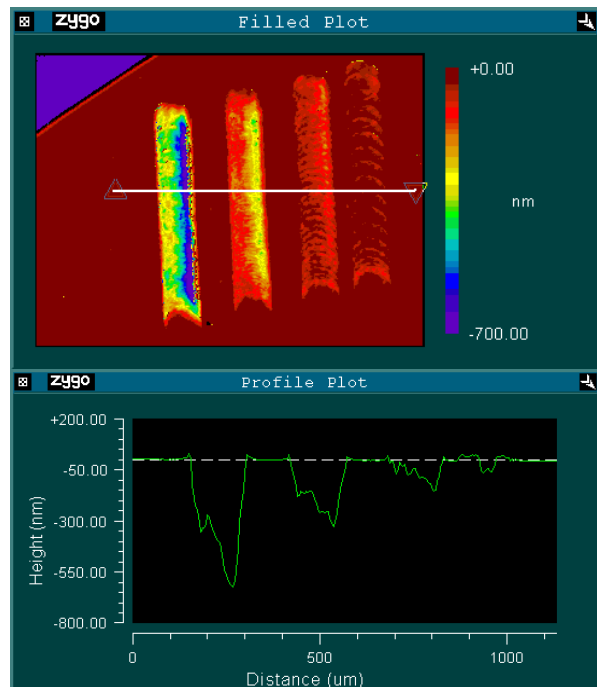 zygo Filled Plot
+0.00
nm
-700.00
zygo Profile Plot
+200.00
-50.00
-300.00
-550.00
-800.00
Height (nm)
0 500 1000
Distance (um)